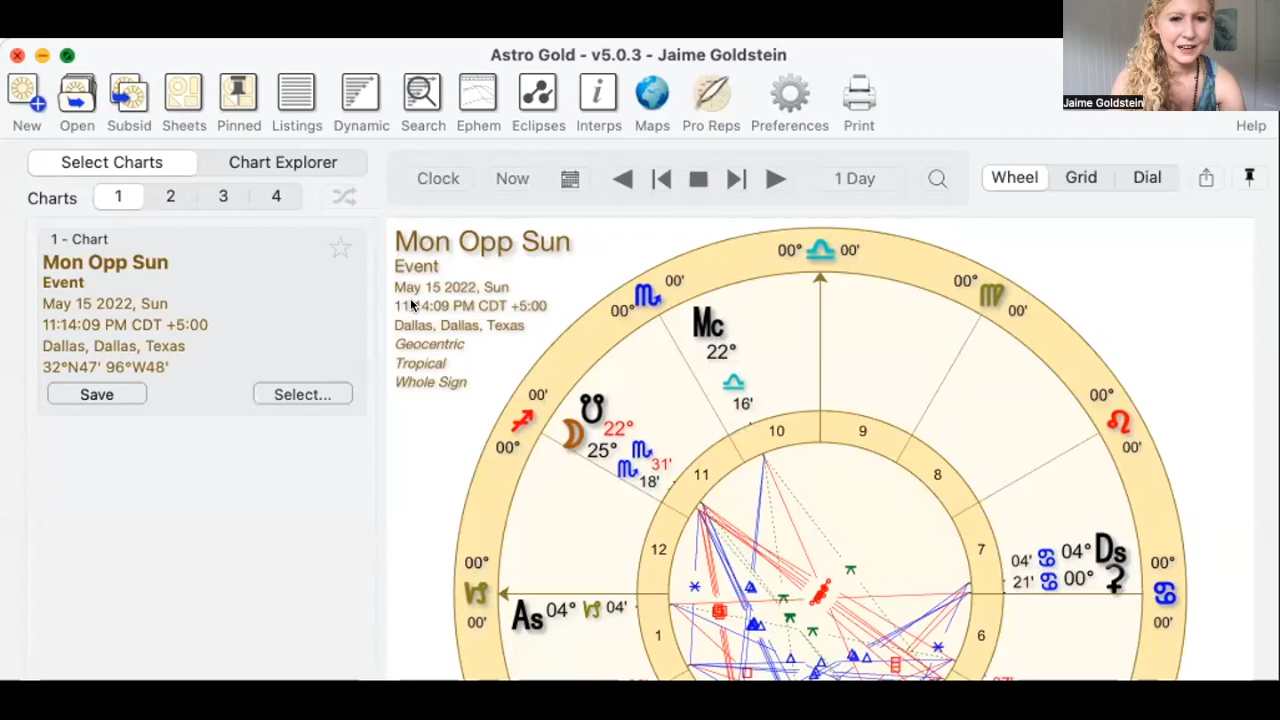 Astro Gold - v5.0.3 - Jaime Goldstein
Jaime Goldstein
New Open Subsid Sheets Pinned Listings Dynamic Search Ephem Eclipses Interps Maps Pro Reps Preferences Print Help
Select Charts Chart Explorer
Clock Now 1 Day Wheel Grid Dial
Charts 1 2 3 4
1 - Chart
Mon Opp Sun
Event
May 15 2022, Sun
11:14:09 PM CDT +5:00
Dallas, Dallas, Texas
32°N47' 96°W48'
Save Select...
Mon Opp Sun
Event
May 15 2022, Sun
11:14:09 PM CDT +5:00
Dallas, Dallas, Texas
Geocentric
Tropical
Whole Sign
00° ♎ 00'
00° ♏ 00'
00° ♍ 00'
Mc
22°
♎
16'
00' ♐ 00°
00° ♌ 00'
☋ 22° ♏ 31'
☽ 25° ♏ 18'
10 9
11 8
12 7
1 6
04' ♋ 04° Ds
21' ♋ 00° ⚳
00° ♑ 00'
00° ♋ 00'
As 04° ♑ 04'